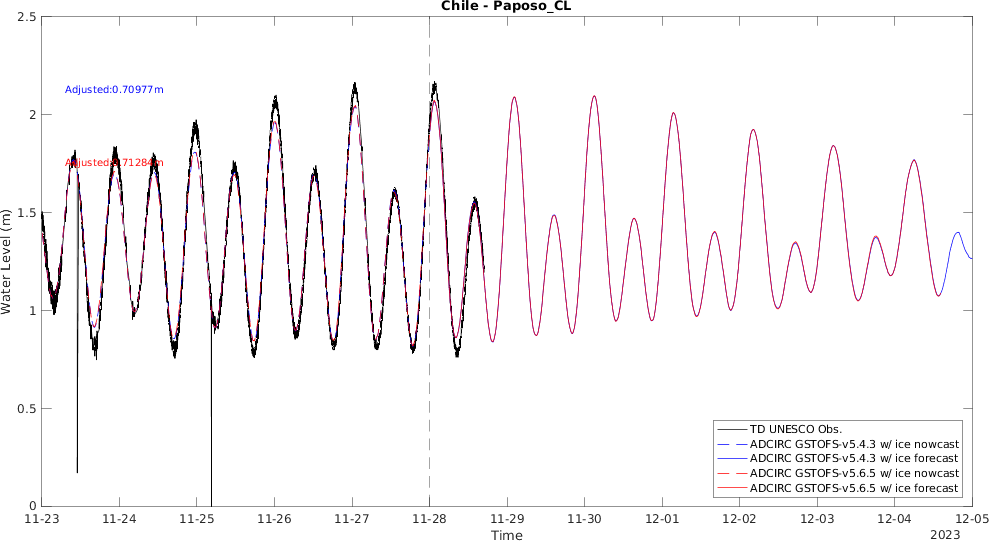 Chile - Paposo_CL
2.5
Adjusted:0.70977m
2
Adjusted:0.71284m
1.5
Water Level (m)
1
0.5
TD UNESCO Obs.
ADCIRC GSTOFS-v5.4.3 w/ ice nowcast
ADCIRC GSTOFS-v5.4.3 w/ ice forecast
ADCIRC GSTOFS-v5.6.5 w/ ice nowcast
ADCIRC GSTOFS-v5.6.5 w/ ice forecast
0
11-23 11-24 11-25 11-26 11-27 11-28 11-29 11-30 12-01 12-02 12-03 12-04 12-05
Time
2023